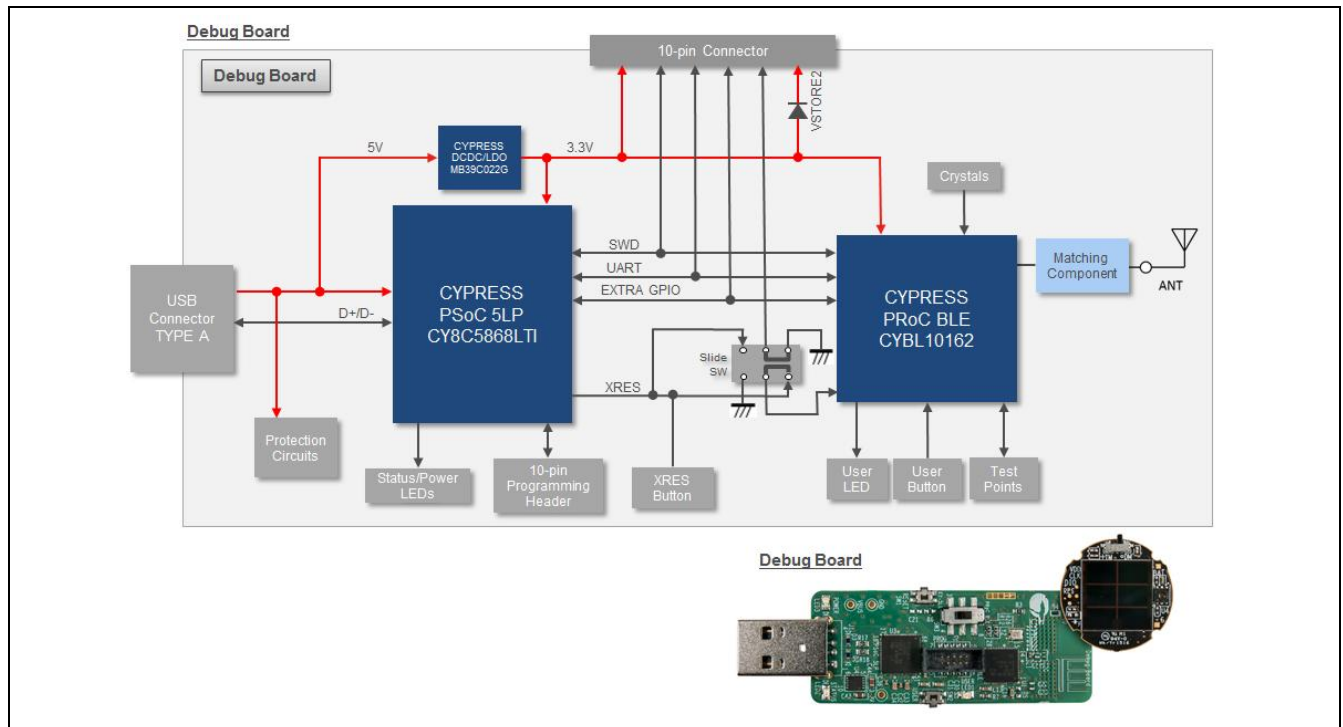 Debug Board
10-pin Connector
Debug Board
VSTORE2
5V
CYPRESS
DCDC/LDO
MB39C022G
3.3V
Crystals
SWD
UART
EXTRA GPIO
Matching
Component
ANT
USB
Connector
TYPE A
D+/D-
CYPRESS
PSoC 5LP
CY8C5868LTI
CYPRESS
PRoC BLE
CYBL10162
Slide
SW
XRES
Protection
Circuits
Status/Power
LEDs
10-pin
Programming
Header
XRES
Button
User
LED
User
Button
Test
Points
Debug Board